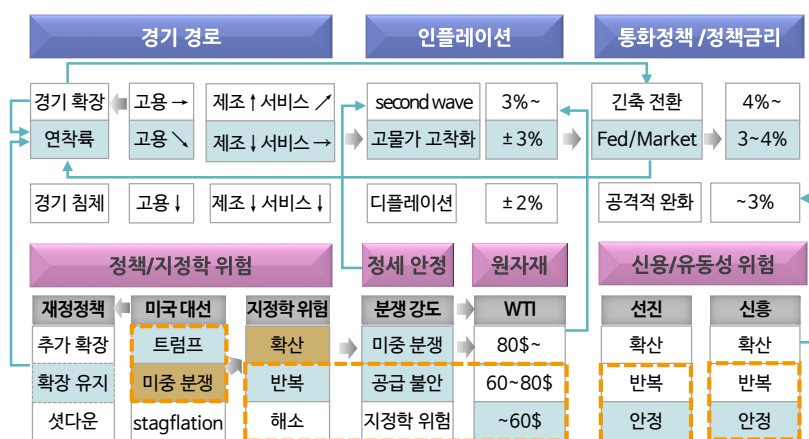 경기 경로 인플레이션 통화정책 /정책금리
경기 확장 고용 → 제조 ↑ 서비스 ↗ second wave 3%~ 긴축 전환 4%~
연착륙 고용 ↘ 제조 ↓ 서비스 → 고물가 고착화 ±3% Fed/Market 3~4%
경기 침체 고용 ↓ 제조 ↓ 서비스 ↓ 디플레이션 ±2% 공격적 완화 ~3%
정책/지정학 위험 정세 안정 원자재 신용/유동성 위험
재정정책 미국 대선 지정학 위험 분쟁 강도 WTI 선진 신흥
추가 확장 트럼프 확산 미중 분쟁 80$~ 확산 확산
확장 유지 미중 분쟁 반복 공급 불안 60~80$ 반복 반복
셧다운 stagflation 해소 지정학 위험 ~60$ 안정 안정